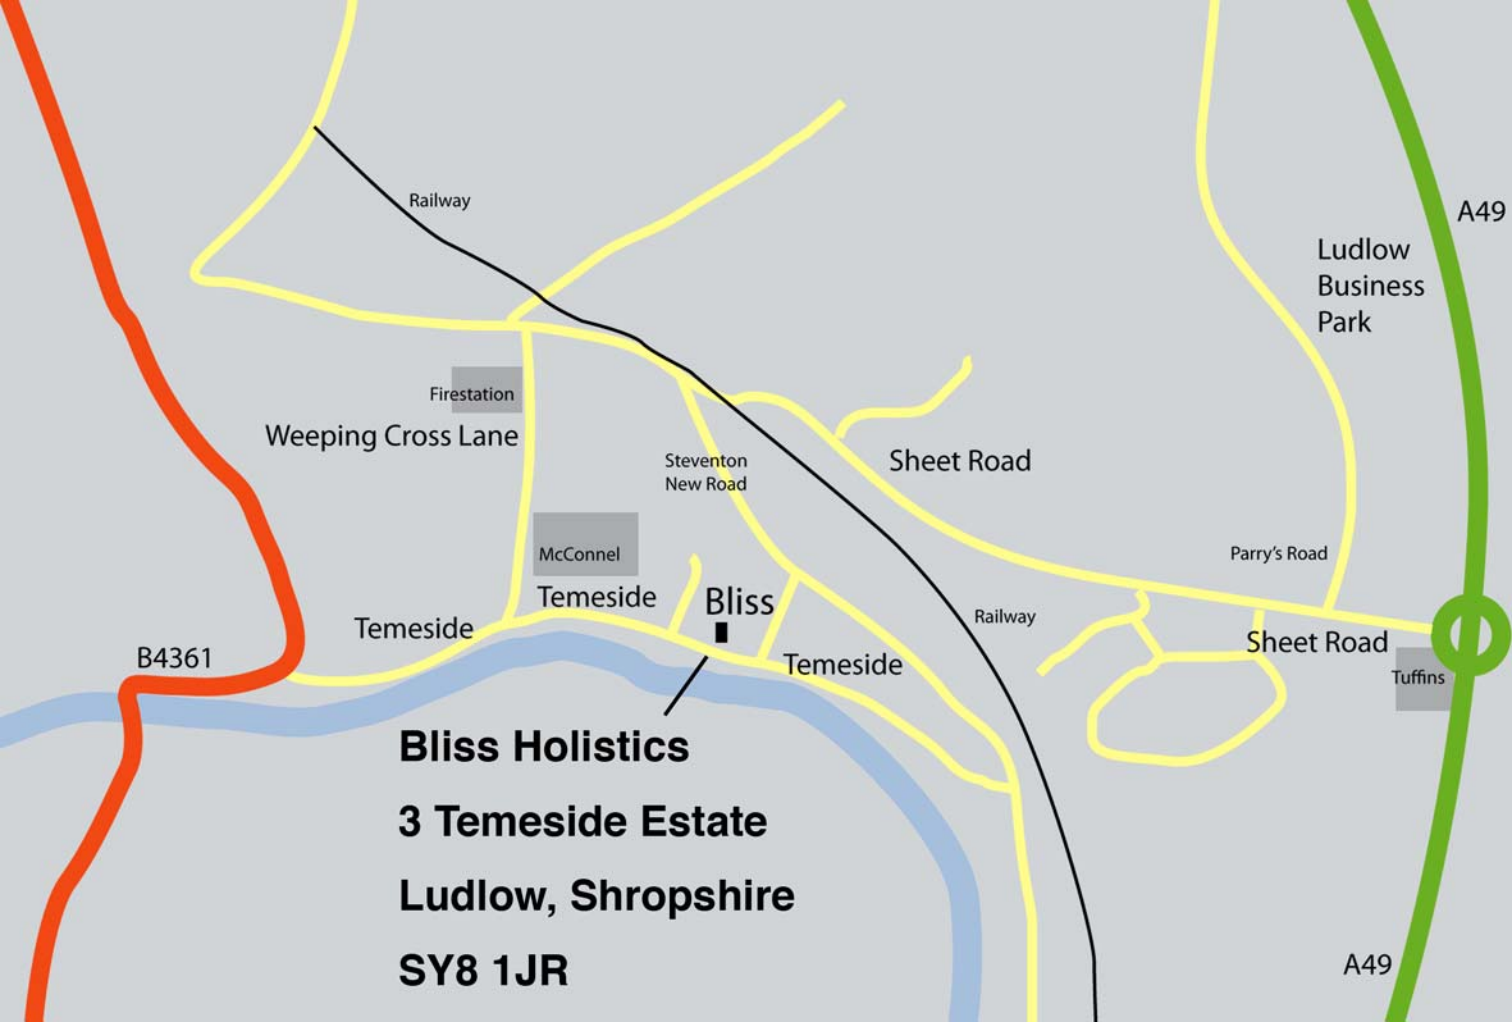 Railway
A49
Ludlow
Business
Park
Firestation
Weeping Cross Lane
Steventon
New Road
Sheet Road
McConnel
Parry's Road
Temeside
Bliss
Railway
Temeside
Sheet Road
B4361
Temeside
Tuffins
Bliss Holistics
3 Temeside Estate
Ludlow, Shropshire
SY8 1JR
A49